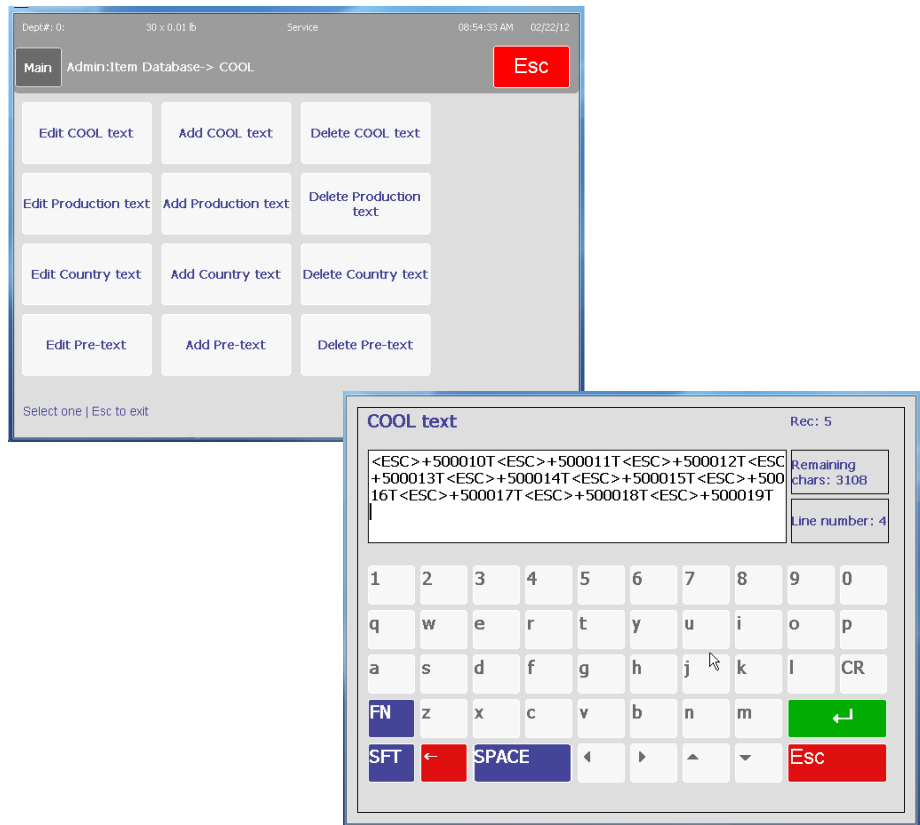 Dept#: 0: 30 x 0.01 lb Service 08:54:33 AM 02/22/12
Main Admin:Item Database-> COOL Esc
Edit COOL text Add COOL text Delete COOL text
Edit Production text Add Production text Delete Production text
Edit Country text Add Country text Delete Country text
Edit Pre-text Add Pre-text Delete Pre-text
Select one | Esc to exit
COOL text Rec: 5
<ESC>+500010T<ESC>+500011T<ESC>+500012T<ESC
+500013T<ESC>+500014T<ESC>+500015T<ESC>+500
16T<ESC>+500017T<ESC>+500018T<ESC>+500019T
Remaining
chars: 3108
Line number: 4
1 2 3 4 5 6 7 8 9 0
q w e r t y u i o p
a s d f g h j k l CR
FN z x c v b n m
SFT ← SPACE Esc